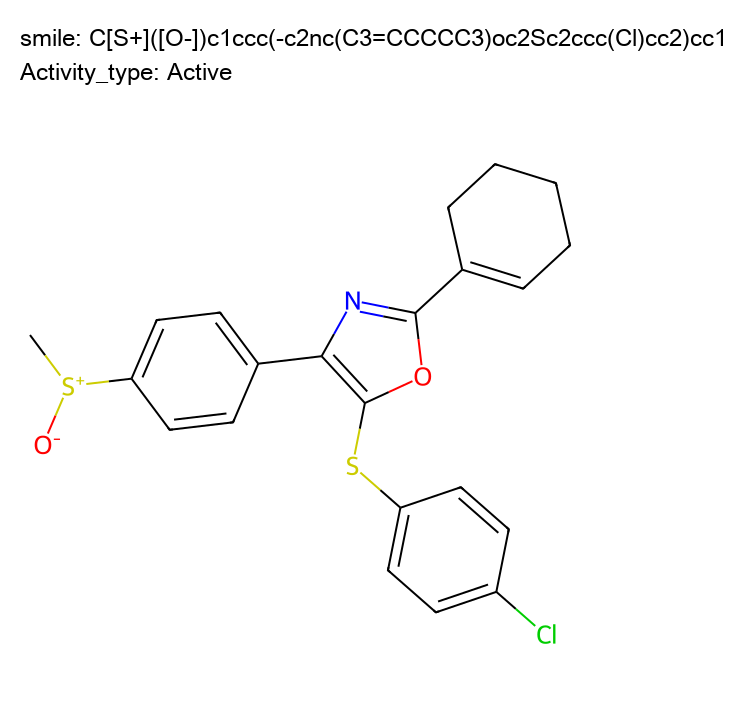 smile: C[S+]([O-])c1ccc(-c2nc(C3=CCCCC3)oc2Sc2ccc(Cl)cc2)cc1
Activity_type: Active
N
O
S+
O-
S
Cl